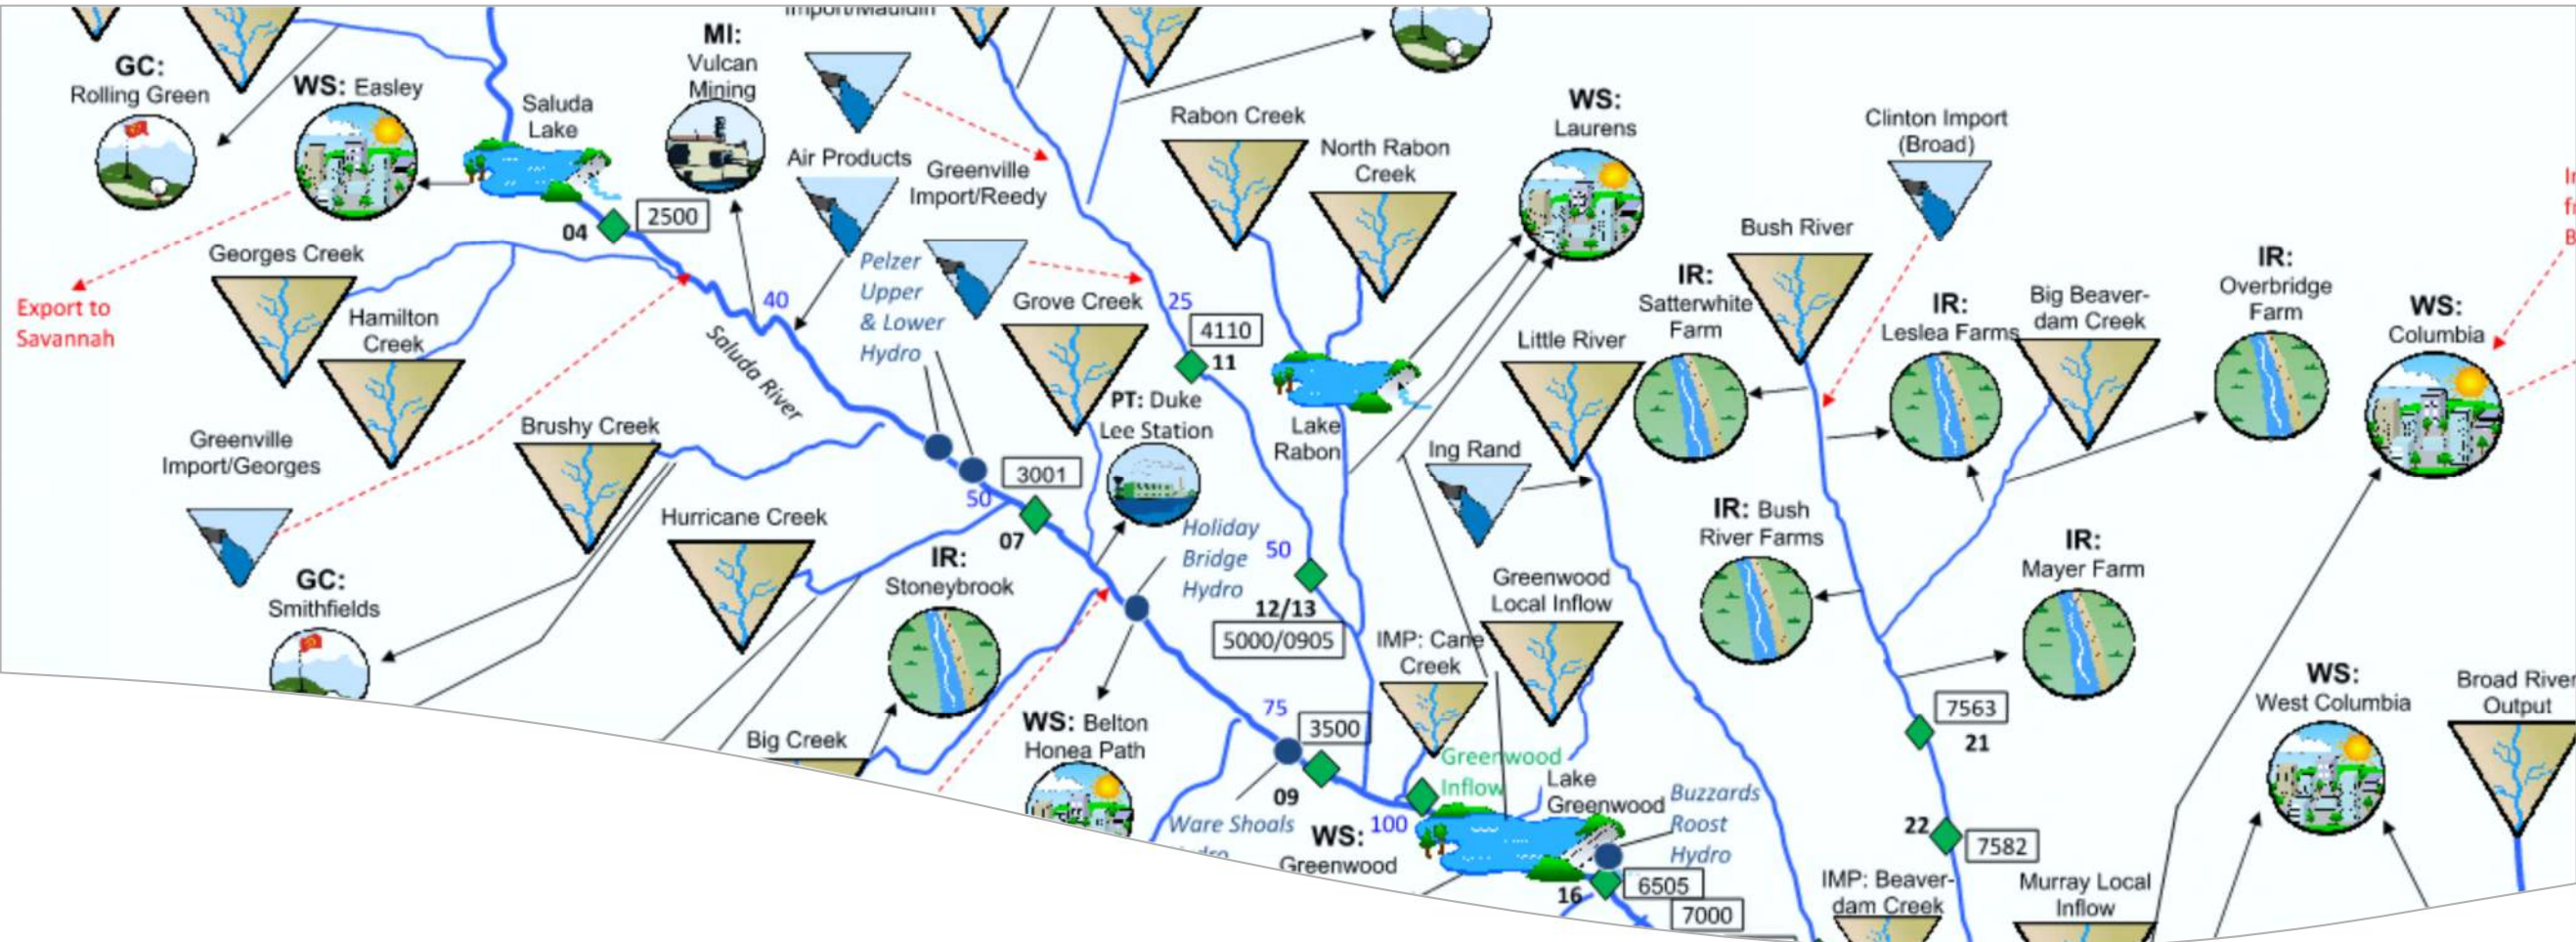 Import/Mauldin
GC:
Rolling Green
WS: Easley
Saluda
Lake
MI:
Vulcan
Mining
Air Products
Greenville
Import/Reedy
Rabon Creek
North Rabon
Creek
WS:
Laurens
Clinton Import
(Broad)
04
2500
Georges Creek
Export to
Savannah
Hamilton
Creek
Saluda River
40
Pelzer
Upper
& Lower
Hydro
Grove Creek
25
4110
11
Bush River
IR:
Satterwhite
Farm
IR:
Leslea Farms
Big Beaver-
dam Creek
IR:
Overbridge
Farm
WS:
Columbia
Little River
Greenville
Import/Georges
Brushy Creek
PT: Duke
Lee Station
Lake
Rabon
Ing Rand
3001
50
07
Hurricane Creek
IR:
Stoneybrook
Holiday
Bridge
Hydro
50
12/13
5000/0905
GC:
Smithfields
IR: Bush
River Farms
IR:
Mayer Farm
Greenwood
Local Inflow
IMP: Cane
Creek
Big Creek
WS: Belton
Honea Path
75
3500
09
Ware Shoals
100
Greenwood
Inflow
Lake
Greenwood
Buzzards
Roost
Hydro
WS:
Greenwood
16
6505
7000
7563
21
22
7582
WS:
West Columbia
Broad River
Output
IMP: Beaver-
dam Creek
Murray Local
Inflow